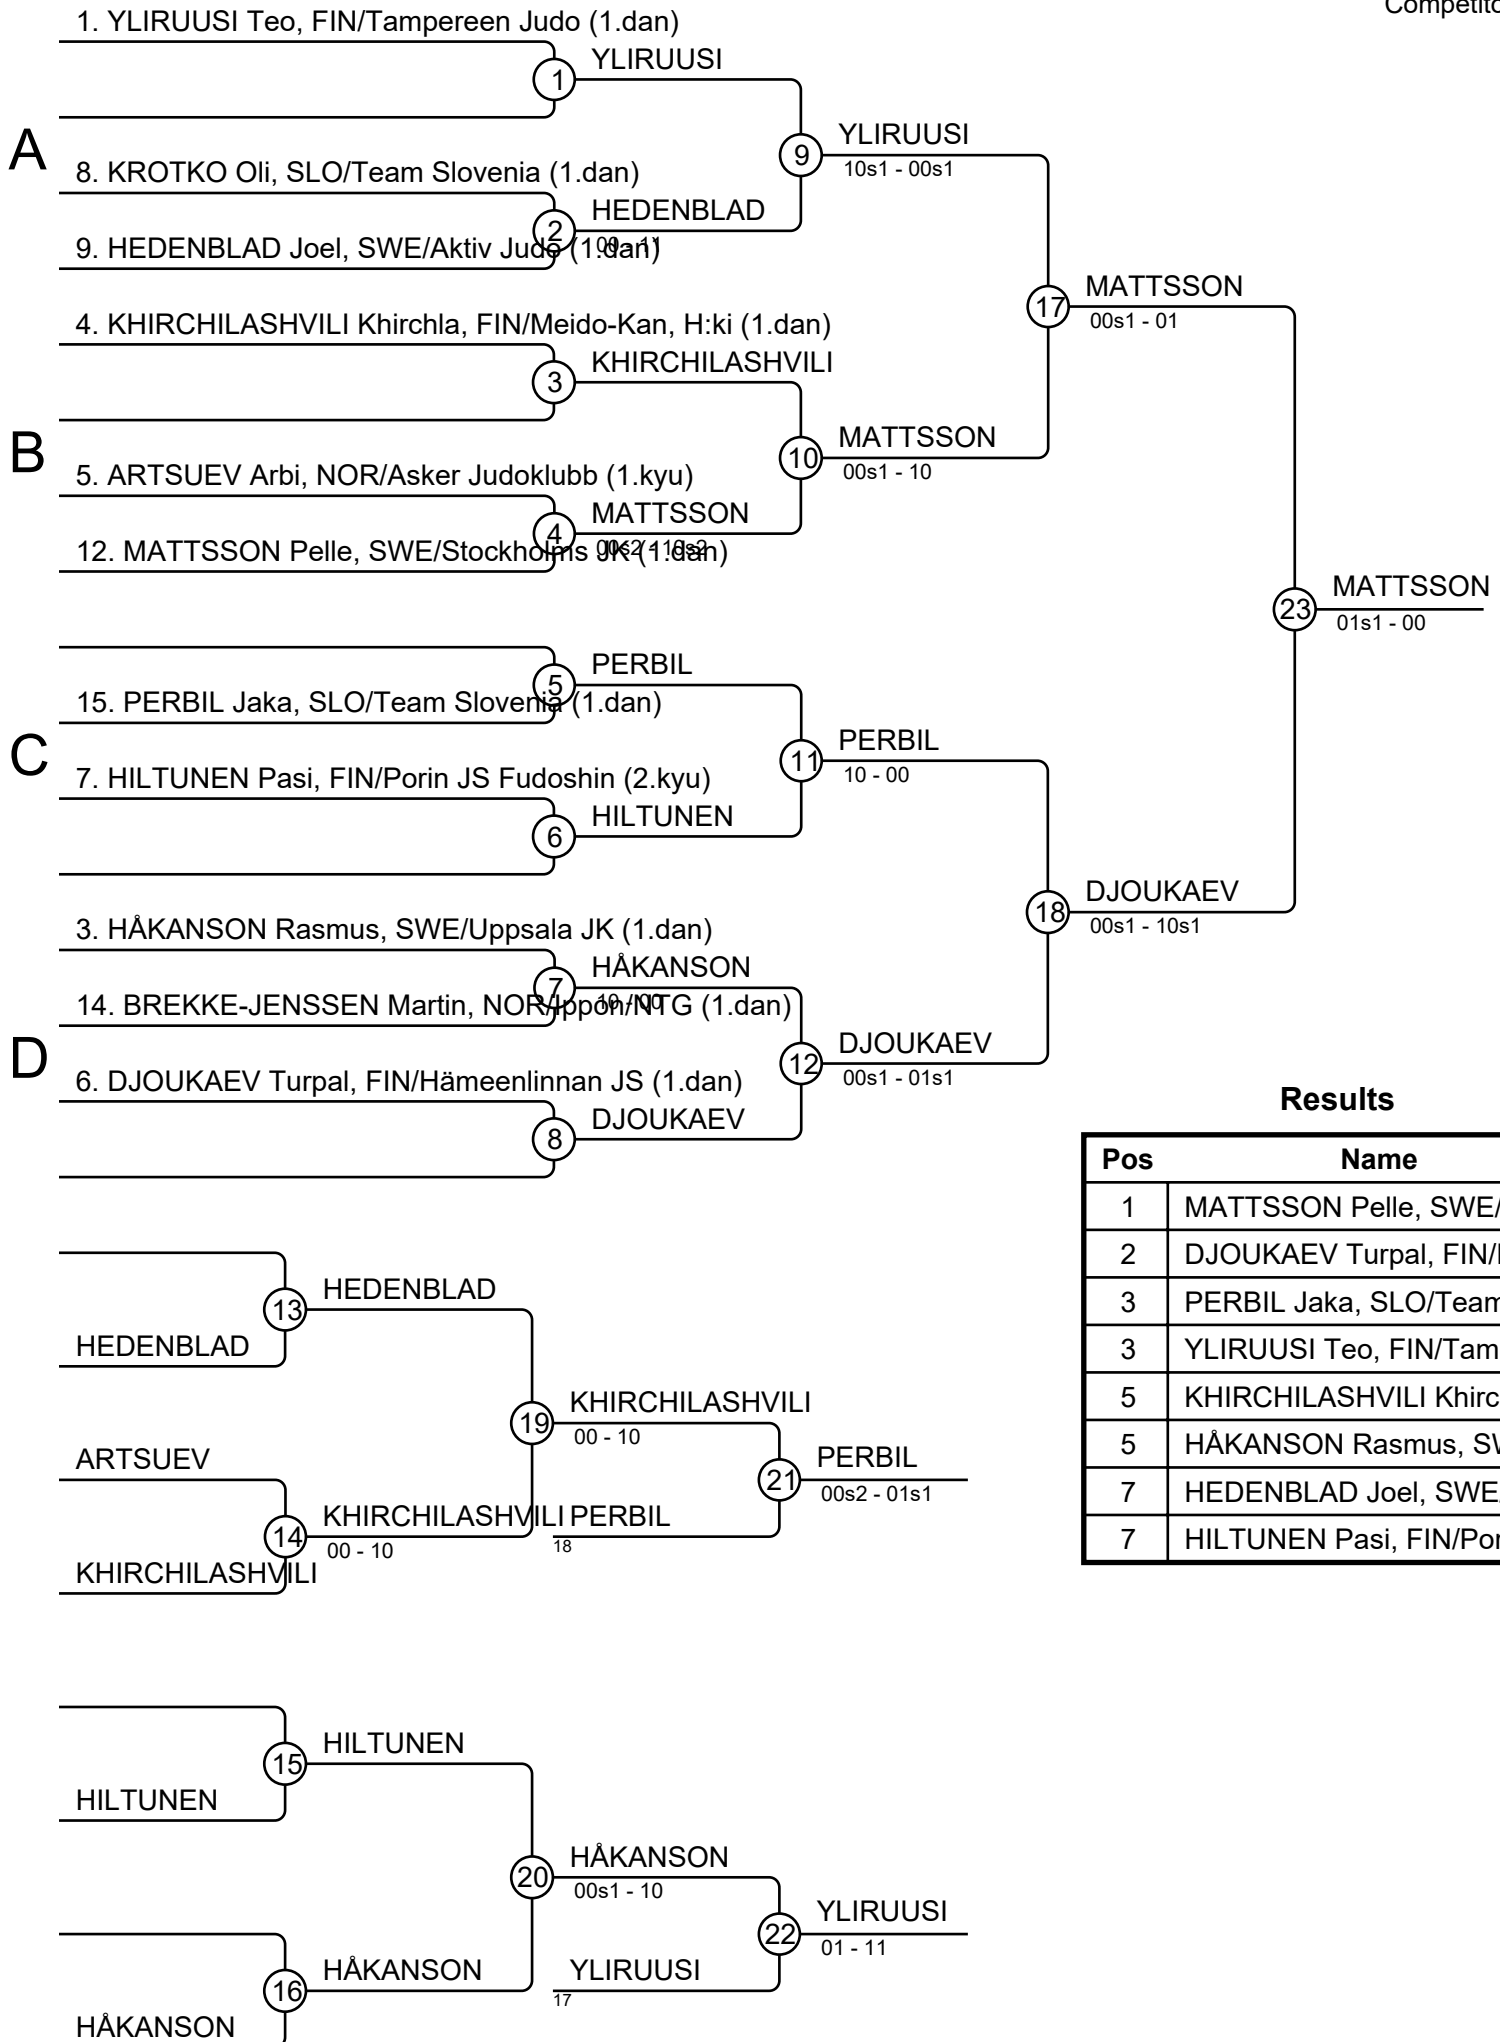 Competito
1. YLIRUUSI Teo, FIN/Tampereen Judo (1.dan)
1
YLIRUUSI
A
9
YLIRUUSI
10s1 - 00s1
8. KROTKO Oli, SLO/Team Slovenia (1.dan)
2
HEDENBLAD
00 - 11
9. HEDENBLAD Joel, SWE/Aktiv Judo (1.dan)
17
MATTSSON
00s1 - 01
4. KHIRCHILASHVILI Khirchla, FIN/Meido-Kan, H:ki (1.dan)
3
KHIRCHILASHVILI
B
10
MATTSSON
00s1 - 10
5. ARTSUEV Arbi, NOR/Asker Judoklubb (1.kyu)
4
MATTSSON
00s2 - 10s2
12. MATTSSON Pelle, SWE/Stockholms JK (1.dan)
23
MATTSSON
01s1 - 00
5
PERBIL
15. PERBIL Jaka, SLO/Team Slovenia (1.dan)
C
11
PERBIL
10 - 00
7. HILTUNEN Pasi, FIN/Porin JS Fudoshin (2.kyu)
6
HILTUNEN
18
DJOUKAEV
00s1 - 10s1
3. HÅKANSON Rasmus, SWE/Uppsala JK (1.dan)
7
HÅKANSON
10 - 00
14. BREKKE-JENSSEN Martin, NOR/Ippon/NTG (1.dan)
D
12
DJOUKAEV
00s1 - 01s1
6. DJOUKAEV Turpal, FIN/Hämeenlinnan JS (1.dan)
8
DJOUKAEV
Results
Pos Name
1 MATTSSON Pelle, SWE/
2 DJOUKAEV Turpal, FIN/
3 PERBIL Jaka, SLO/Team
3 YLIRUUSI Teo, FIN/Tam
5 KHIRCHILASHVILI Khirc
5 HÅKANSON Rasmus, SW
7 HEDENBLAD Joel, SWE
7 HILTUNEN Pasi, FIN/Por
13
HEDENBLAD
HEDENBLAD
19
KHIRCHILASHVILI
00 - 10
ARTSUEV
14
KHIRCHILASHVILI
00 - 10
KHIRCHILASHVILI
PERBIL
18
21
PERBIL
00s2 - 01s1
15
HILTUNEN
HILTUNEN
20
HÅKANSON
00s1 - 10
16
HÅKANSON
HÅKANSON
YLIRUUSI
17
22
YLIRUUSI
01 - 11